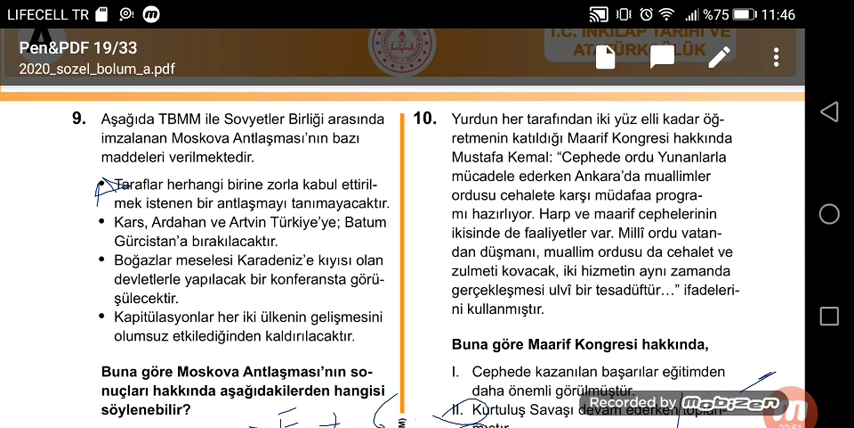 LIFECELL TR
%75 11:46
Pen&PDF 19/33
2020_sozel_bolum_a.pdf
T.C. İNKILAP TARİHİ VE
ATATÜRKÇÜLÜK
9. Aşağıda TBMM ile Sovyetler Birliği arasında
imzalanan Moskova Antlaşması'nın bazı
maddeleri verilmektedir.
• Taraflar herhangi birine zorla kabul ettiril-
mek istenen bir antlaşmayı tanımayacaktır.
• Kars, Ardahan ve Artvin Türkiye'ye; Batum
Gürcistan'a bırakılacaktır.
• Boğazlar meselesi Karadeniz'e kıyısı olan
devletlerle yapılacak bir konferansta görü-
şülecektir.
• Kapitülasyonlar her iki ülkenin gelişmesini
olumsuz etkilediğinden kaldırılacaktır.
Buna göre Moskova Antlaşması'nın so-
nuçları hakkında aşağıdakilerden hangisi
söylenebilir?
10. Yurdun her tarafından iki yüz elli kadar öğ-
retmenin katıldığı Maarif Kongresi hakkında
Mustafa Kemal: “Cephede ordu Yunanlarla
mücadele ederken Ankara'da muallimler
ordusu cehalete karşı müdafaa progra-
mı hazırlıyor. Harp ve maarif cephelerinin
ikisinde de faaliyetler var. Millî ordu vatan-
dan düşmanı, muallim ordusu da cehalet ve
zulmeti kovacak, iki hizmetin aynı zamanda
gerçekleşmesi ulvî bir tesadüftür...” ifadeleri-
ni kullanmıştır.
Buna göre Maarif Kongresi hakkında,
I. Cephede kazanılan başarılar eğitimden
daha önemli görülmüştür.
II. Kurtuluş Savaşı devam ederken toplan-
mıştır.
Recorded by Mobizen